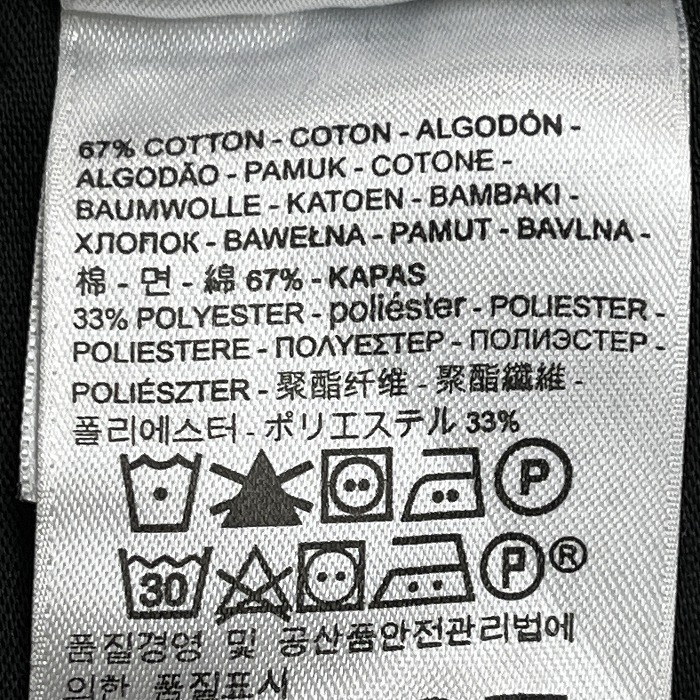 67% COTTON - COTON - ALGODÓN -
ALGODÃO - PAMUK - COTONE -
BAUMWOLLE - KATOEN - BAMBAKI -
ХЛОПОК - BAWEŁNA - PAMUT - BAVLNA -
棉 - 면 - 綿 67% - KAPAS
33% POLYESTER - poliéster - POLIESTER -
POLIESTERE - ΠΟΛΥΕΣΤΕΡ - ПОЛИЭСТЕР -
POLIÉSZTER - 聚酯纤维 - 聚酯纖維 -
폴리에스터 - ポリエステル 33%
P
30 P ®
품질경영 및 공산품안전관리법에
의한 품질표시